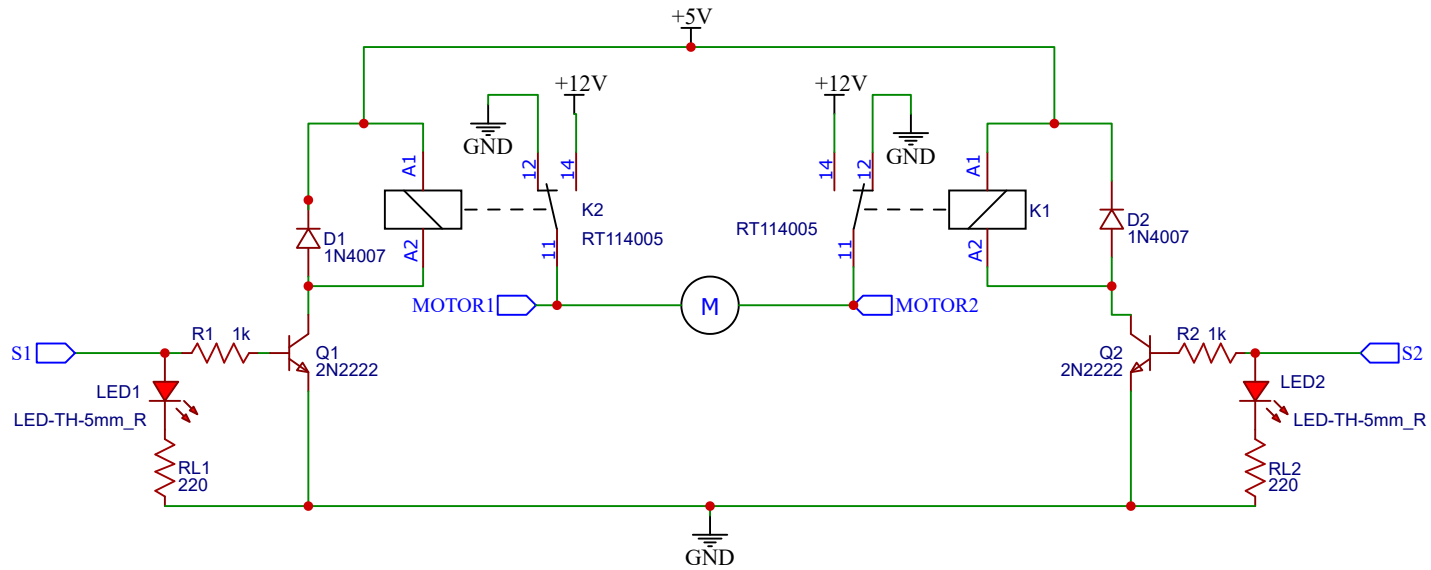 +5V
+12V
+12V
GND
GND
A1
12
14
14
12
A1
K2
RT114005
RT114005
K1
D1
1N4007
D2
1N4007
A2
11
11
A2
MOTOR1
M
MOTOR2
S1
R1 1k
Q1
2N2222
Q2
2N2222
R2 1k
S2
LED1
LED-TH-5mm_R
LED2
LED-TH-5mm_R
RL1
220
RL2
220
GND